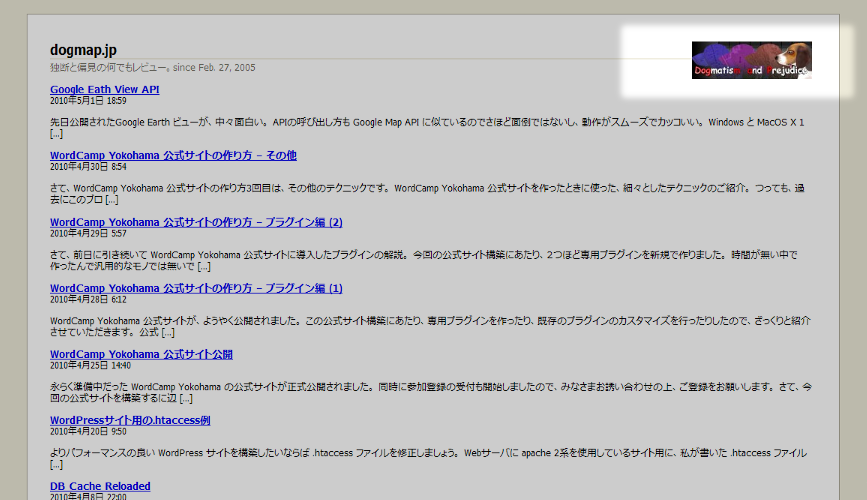 dogmap.jp
独断と偏見の何でもレビュー。since Feb. 27, 2005
Dogmatism And Prejudice
Google Eath View API
2010年5月1日 18:59
先日公開されたGoogle Earth ビューが、中々面白い。APIの呼び出し方も Google Map API に似ているのでさほど面倒ではないし、動作がスムーズでカッコいい。Windows と MacOS X 1
[...]
WordCamp Yokohama 公式サイトの作り方 – その他
2010年4月30日 8:54
さて、WordCamp Yokohama 公式サイトの作り方3回目は、その他のテクニックです。WordCamp Yokohama 公式サイトを作ったときに使った、細々としたテクニックのご紹介。つっても、過
去にこのブロ [...]
WordCamp Yokohama 公式サイトの作り方 – プラグイン編 (2)
2010年4月29日 5:57
さて、前日に引き続いて WordCamp Yokohama 公式サイトに導入したプラグインの解説。今回の公式サイト構築にあたり、2つほど専用プラグインを新規で作りました。時間が無い中で
作ったんで汎用的なモノでは無いで [...]
WordCamp Yokohama 公式サイトの作り方 – プラグイン編 (1)
2010年4月28日 6:12
WordCamp Yokohama 公式サイトが、ようやく公開されました。この公式サイト構築にあたり、専用プラグインを作ったり、既存のプラグインのカスタマイズを行ったりしたので、ざっくりと紹介
させていただきます。公式 [...]
WordCamp Yokohama 公式サイト公開
2010年4月25日 14:40
永らく準備中だった WordCamp Yokohama の公式サイトが正式公開されました。同時に参加登録の受付も開始しましたので、みなさまお誘い合わせの上、ご登録をお願いします。さて、今
回の公式サイトを構築するに辺 [...]
WordPressサイト用の.htaccess例
2010年4月20日 9:50
よりパフォーマンスの良い WordPress サイトを構築したいならば .htaccess ファイルを修正しましょう。Webサーバに apache 2系を使用しているサイト用に、私が書いた .htaccess ファイル
[...]
DB Cache Reloaded
2010年4月8日 22:00